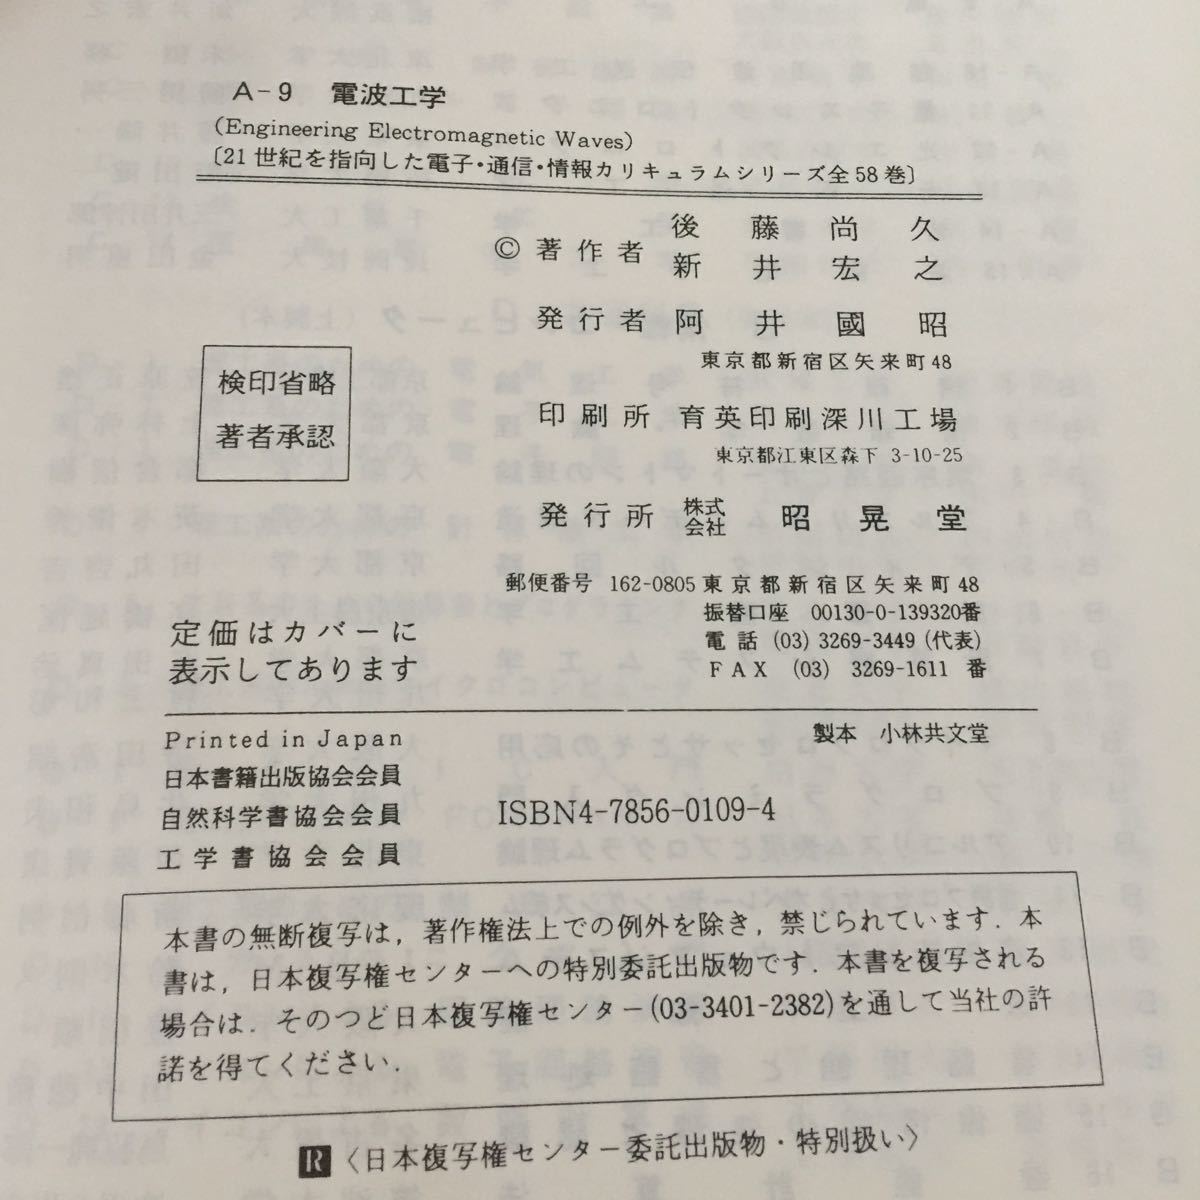 A-9 電波工学
(Engineering Electromagnetic Waves)
〔21世紀を指向した電子・通信・情報カリキュラムシリーズ全58巻〕
© 著作者 後藤尚久
新井宏之
発行者 阿井國昭
東京都新宿区矢来町48
検印省略
著者承認
印刷所 育英印刷深川工場
東京都江東区森下 3-10-25
発行所 株式会社 昭晃堂
郵便番号 162-0805 東京都新宿区矢来町48
振替口座 00130-0-139320番
電話 (03) 3269-3449 (代表)
FAX (03) 3269-1611 番
定価はカバーに
表示してあります
製本 小林共文堂
Printed in Japan
日本書籍出版協会会員
自然科学書協会会員
工学書協会会員
ISBN4-7856-0109-4
本書の無断複写は，著作権法上での例外を除き，禁じられています．本
書は，日本複写権センターへの特別委託出版物です．本書を複写される
場合は．そのつど日本複写権センター(03-3401-2382)を通して当社の許
諾を得てください．
R〈日本複写権センター委託出版物・特別扱い〉